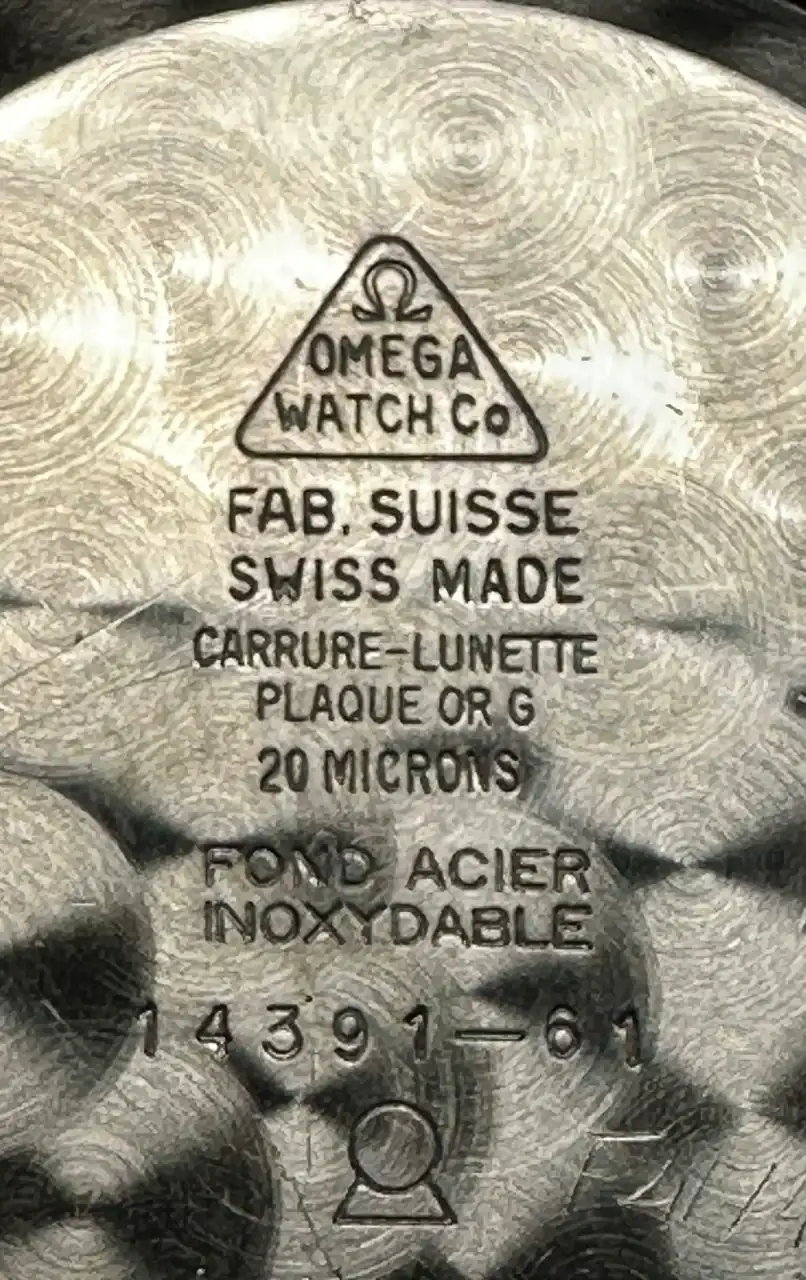 Ω
OMEGA
WATCH Co
FAB. SUISSE
SWISS MADE
CARRURE-LUNETTE
PLAQUE OR G
20 MICRONS
FOND ACIER
INOXYDABLE
14391-61